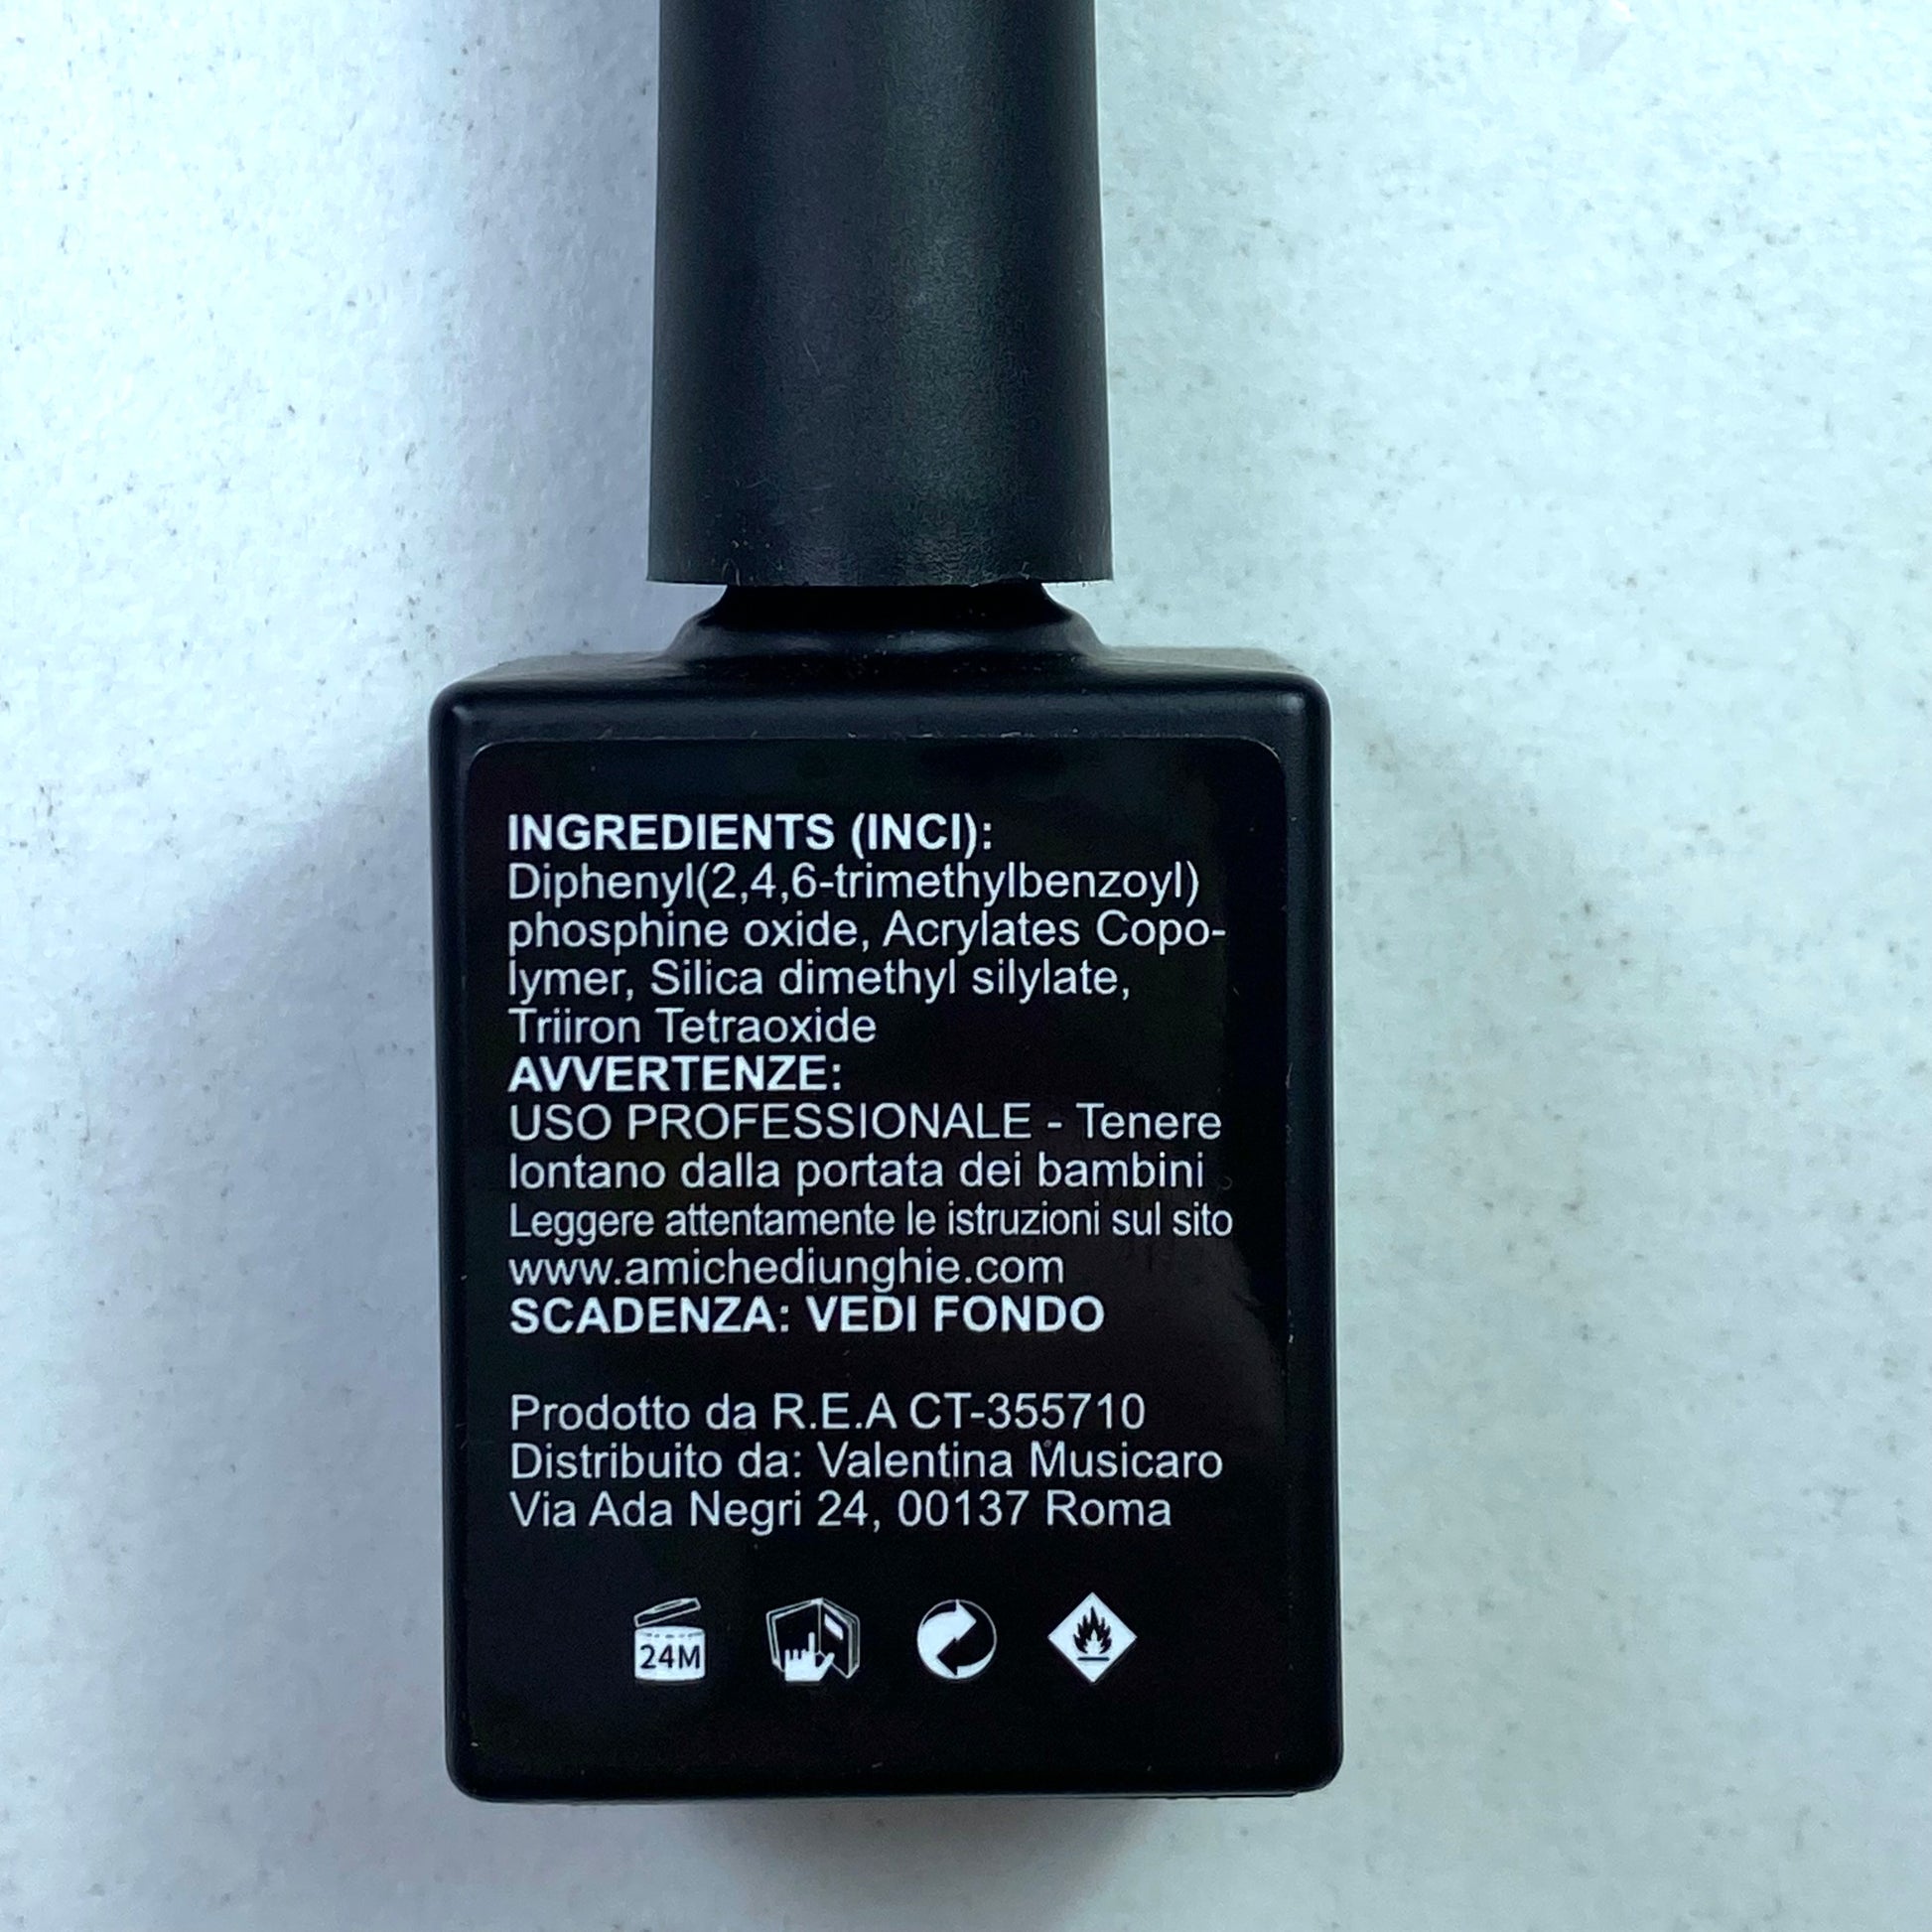 INGREDIENTS (INCI):
Diphenyl(2,4,6-trimethylbenzoyl)
phosphine oxide, Acrylates Copo-
lymer, Silica dimethyl silylate,
Triiron Tetraoxide
AVVERTENZE:
USO PROFESSIONALE - Tenere
lontano dalla portata dei bambini
Leggere attentamente le istruzioni sul sito
www.amichediunghie.com
SCADENZA: VEDI FONDO
Prodotto da R.E.A CT-355710
Distribuito da: Valentina Musicaro
Via Ada Negri 24, 00137 Roma
24M